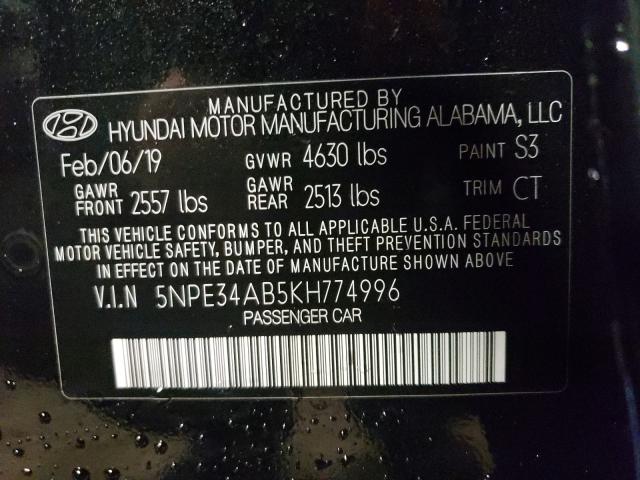 MANUFACTURED BY
HYUNDAI MOTOR MANUFACTURING ALABAMA, LLC
Feb/06/19 GVWR 4630 lbs PAINT S3
GAWR FRONT 2557 lbs GAWR REAR 2513 lbs TRIM CT
THIS VEHICLE CONFORMS TO ALL APPLICABLE U.S.A. FEDERAL
MOTOR VEHICLE SAFETY, BUMPER, AND THEFT PREVENTION STANDARDS
IN EFFECT ON THE DATE OF MANUFACTURE SHOWN ABOVE
V.I.N 5NPE34AB5KH774996
PASSENGER CAR